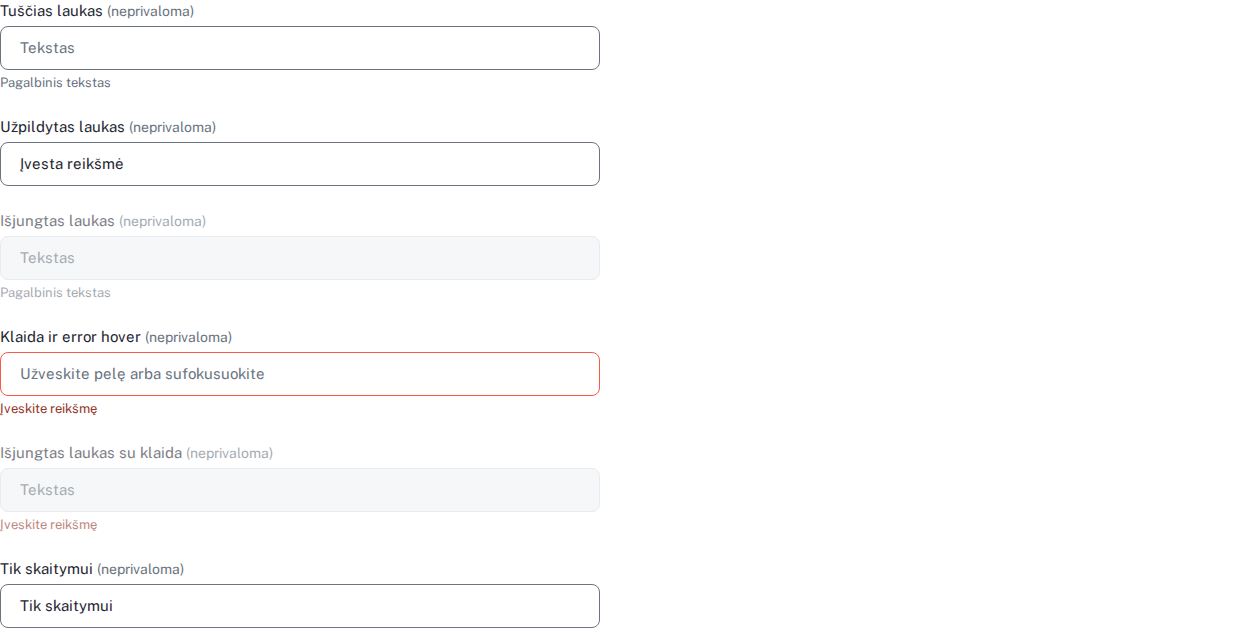 Tuščias laukas (neprivaloma)
Tekstas
Pagalbinis tekstas
Užpildytas laukas (neprivaloma)
Įvesta reikšmė
Išjungtas laukas (neprivaloma)
Tekstas
Pagalbinis tekstas
Klaida ir error hover (neprivaloma)
Užveskite pelę arba sufokusuokite
Įveskite reikšmę
Išjungtas laukas su klaida (neprivaloma)
Tekstas
Įveskite reikšmę
Tik skaitymui (neprivaloma)
Tik skaitymui